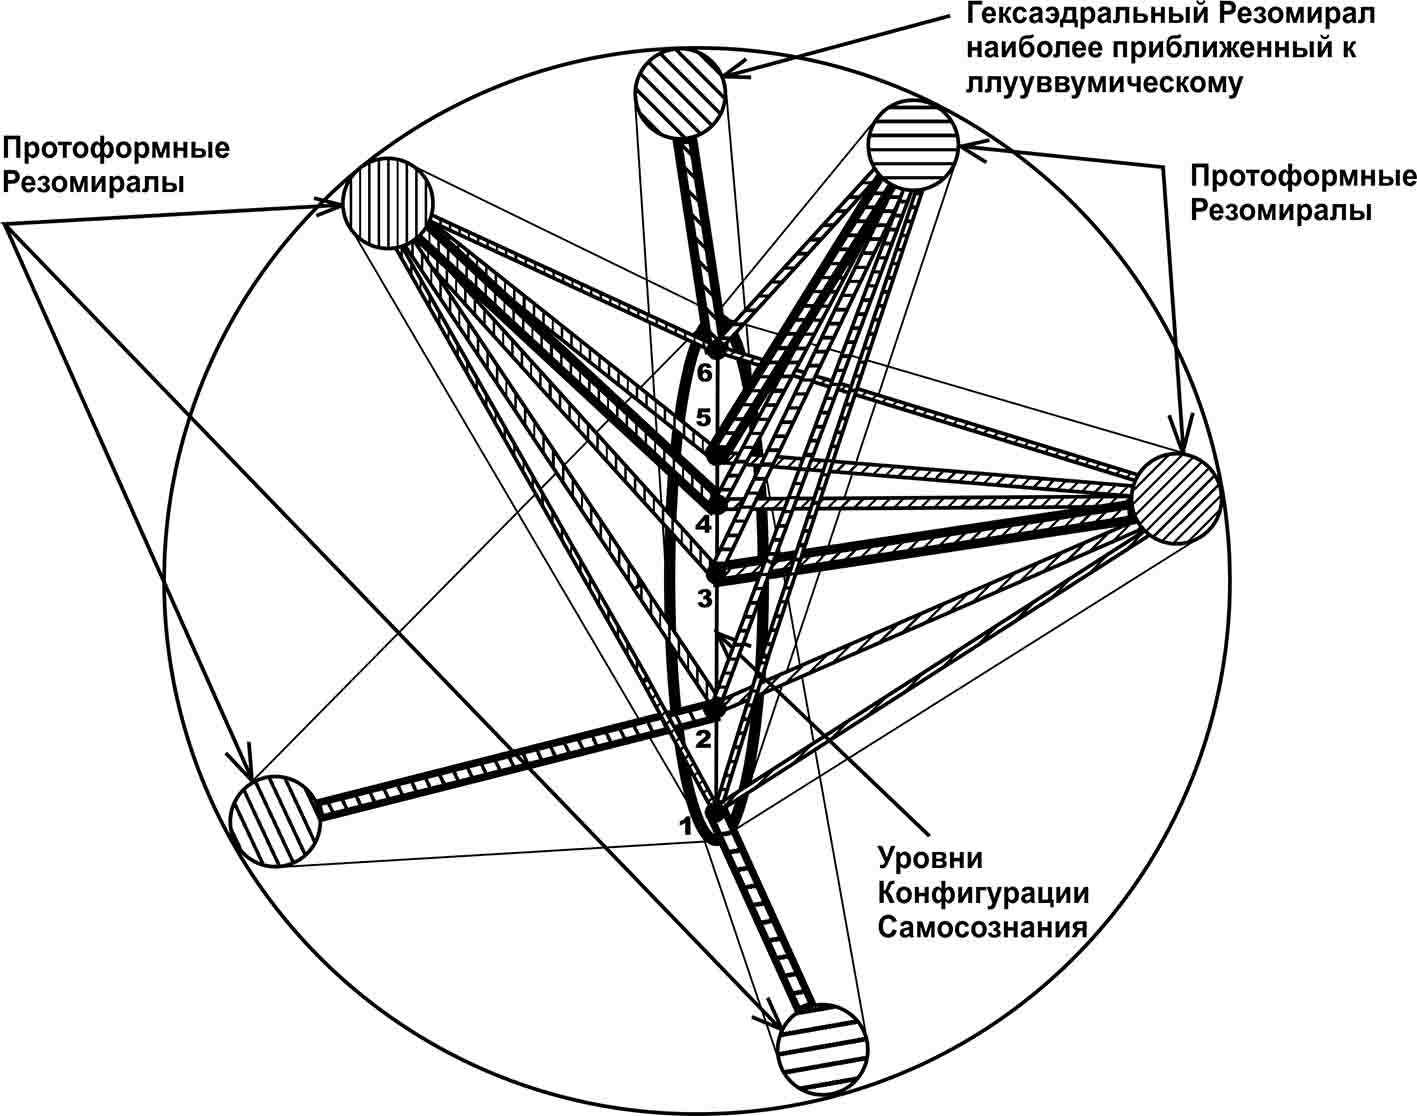 Гексаэдральный Резомирал
наиболее приближенный к
ллууввумическому
Протоформные
Резомиралы
Протоформные
Резомиралы
6
5
4
3
2
1
Уровни
Конфигурации
Самосознания